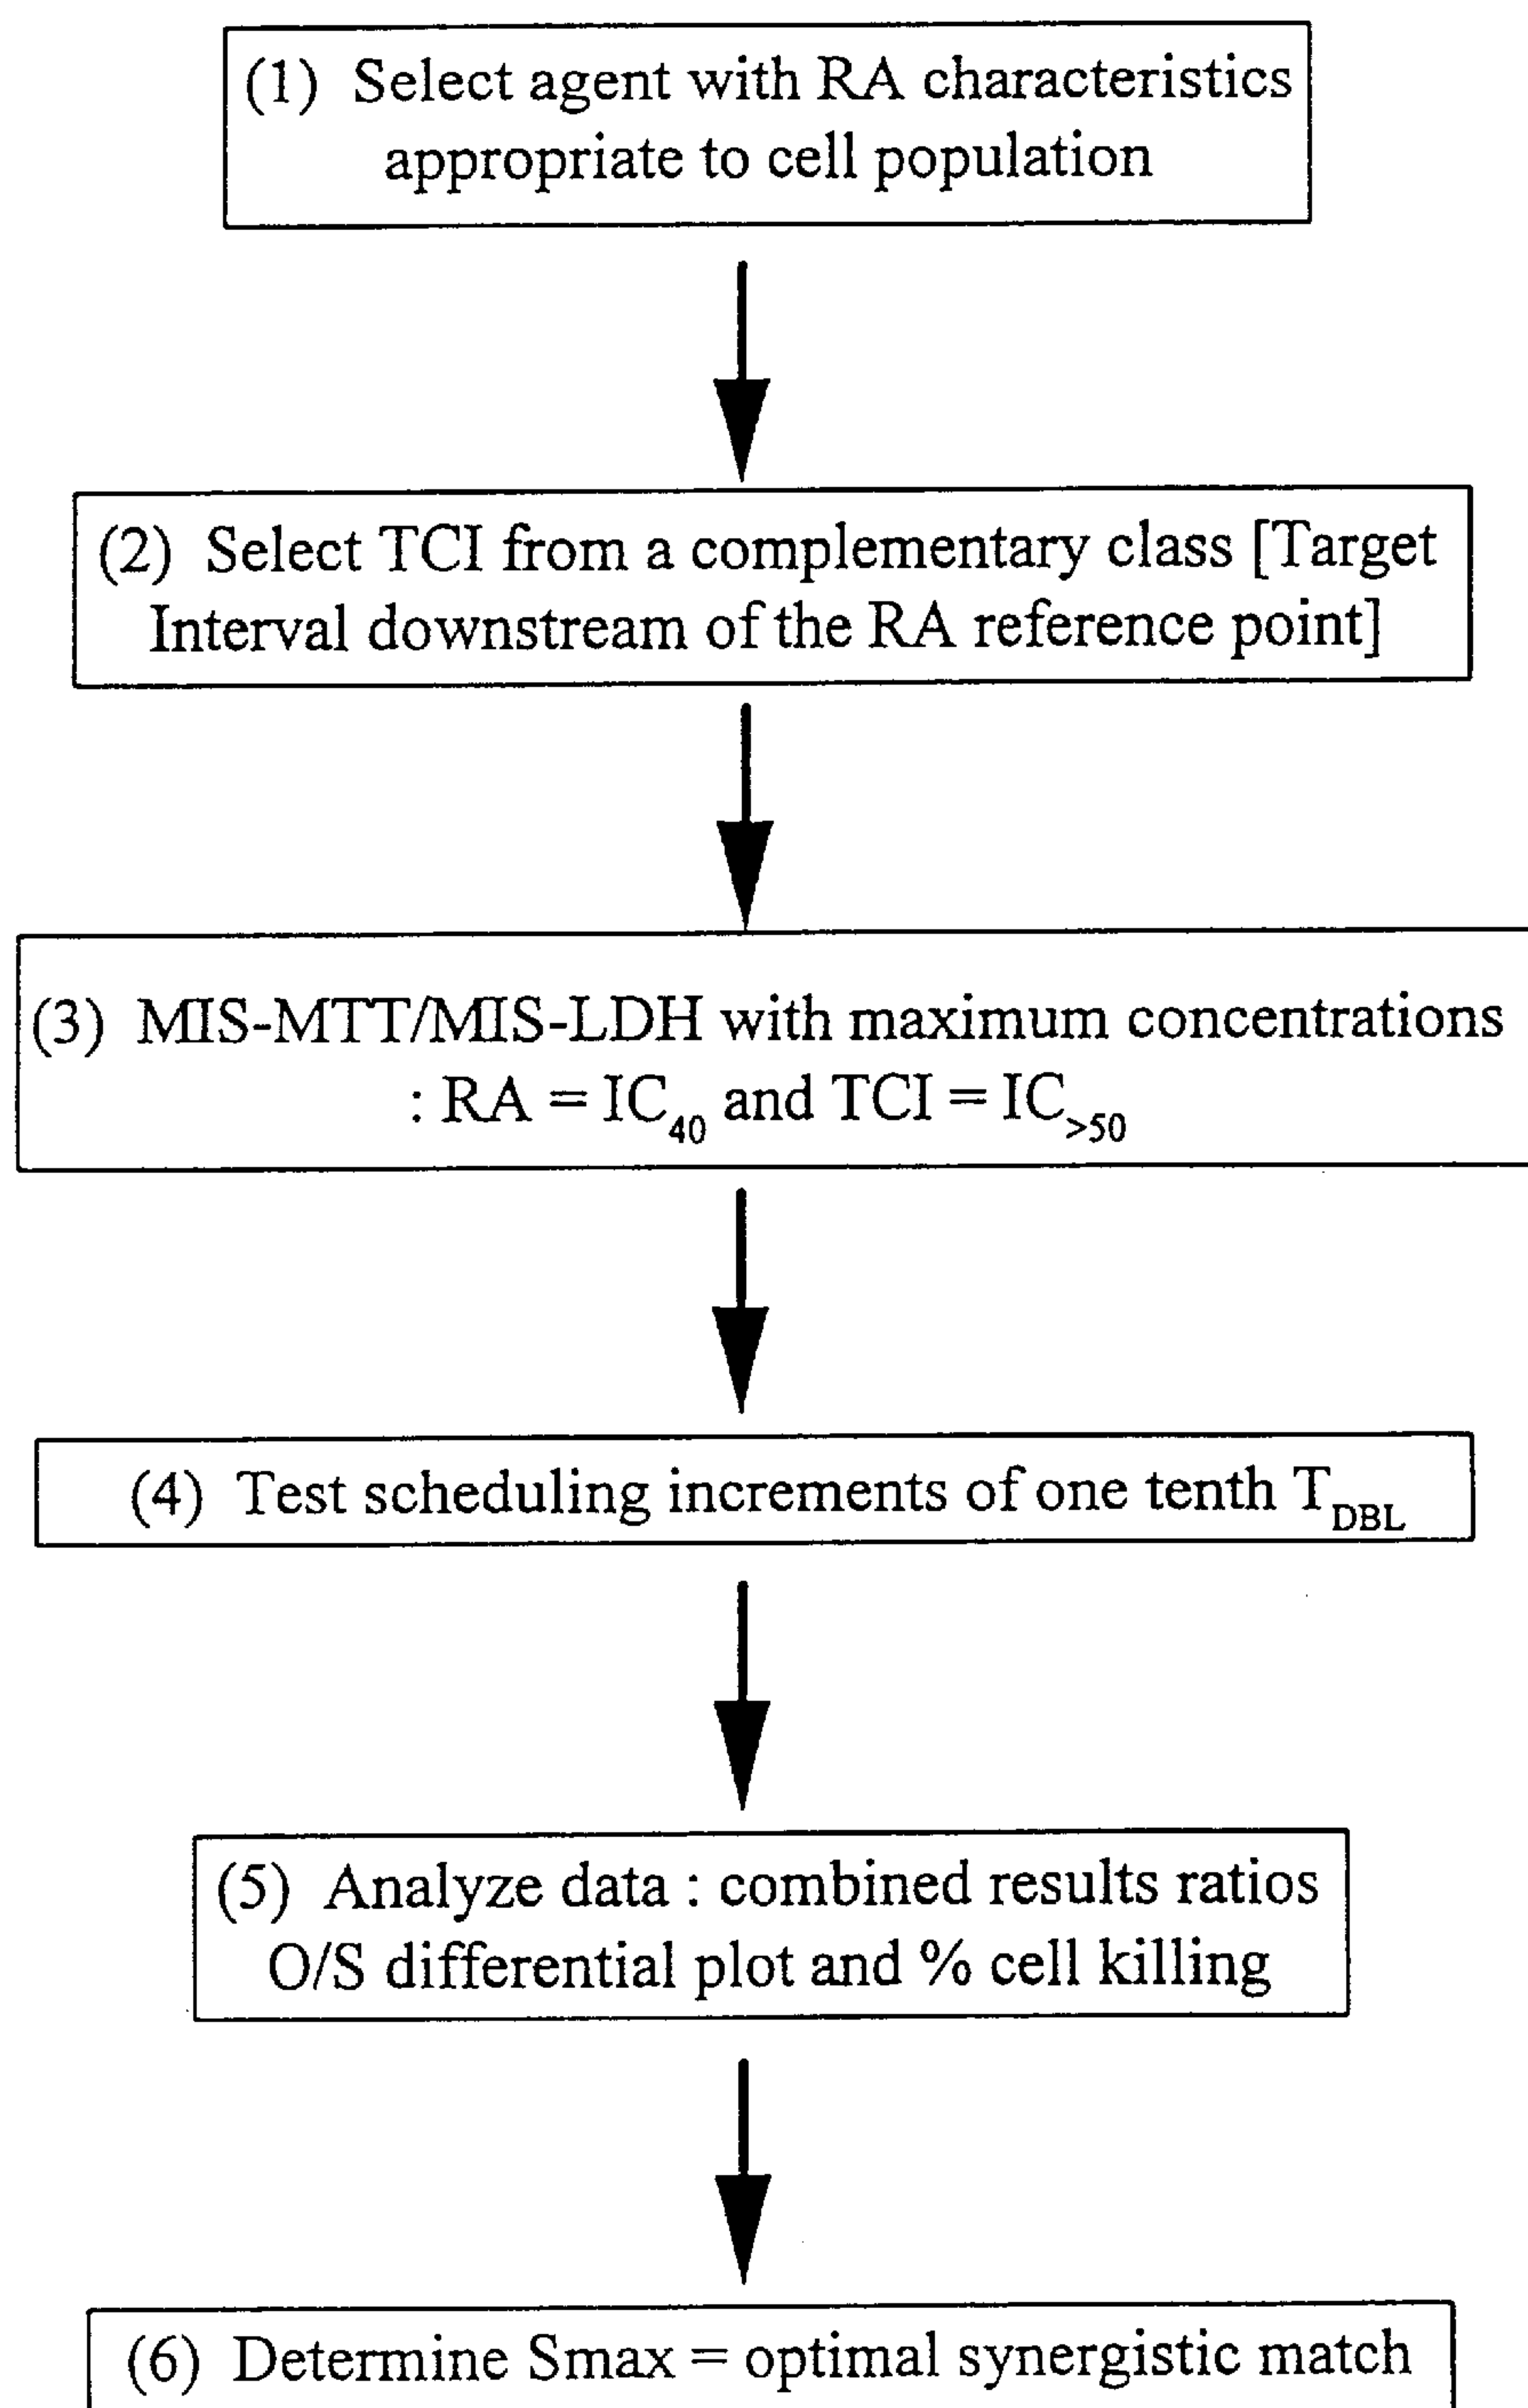 (1) Select agent with RA characteristics
appropriate to cell population
(2) Select TCI from a complementary class [Target
Interval downstream of the RA reference point]
(3) MIS-MTT/MIS-LDH with maximum concentrations
: RA = IC40 and TCI = IC>50
(4) Test scheduling increments of one tenth TDBL
(5) Analyze data : combined results ratios
O/S differential plot and % cell killing
(6) Determine Smax = optimal synergistic match